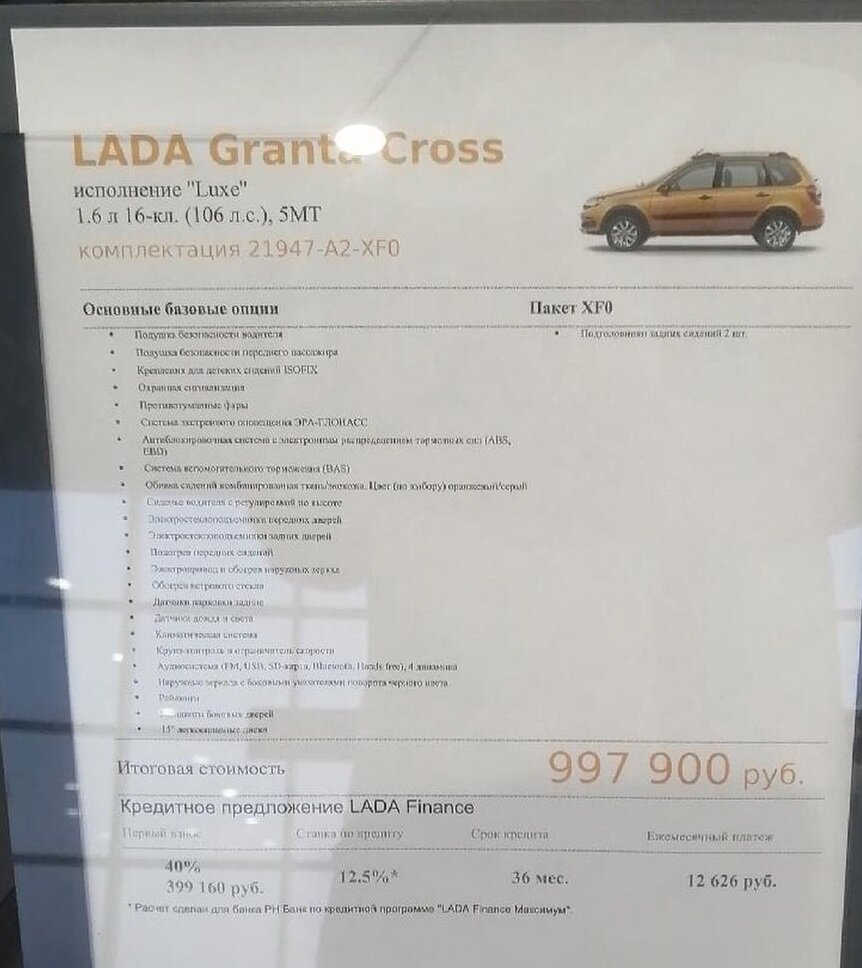 LADA Granta Cross
исполнение "Luxe"
1.6 л 16-кл. (106 л.с.), 5МТ
комплектация 21947-A2-XF0
Основные базовые опции
Пакет XF0
• Подушка безопасности водителя
• Подголовники задних сидений 2 шт.
• Подушка безопасности переднего пассажира
• Крепления для детских сидений ISOFIX
• Охранная сигнализация
• Противотуманные фары
• Система экстренного оповещения ЭРА-ГЛОНАСС
• Антиблокировочная система с электронным распределением тормозных сил (ABS,
EBD)
• Система вспомогательного торможения (BAS)
• Обивка сидений комбинированная ткань/экокожа. Цвет (по выбору) оранжевый/серый
• Сиденье водителя с регулировкой по высоте
• Электростеклоподъемники передних дверей
• Электростеклоподъемники задних дверей
• Подогрев передних сидений
• Электропривод и обогрев наружных зеркал
• Обогрев ветрового стекла
• Датчики парковки задние
• Датчики дождя и света
• Климатическая система
• Круиз-контроль и ограничитель скорости
• Аудиосистема (FM, USB, SD-карта, Bluetooth, Hands free), 4 динамика
• Наружные зеркала с боковыми указателями поворота черного цвета
• Рейлинги
• боковых дверей
• 15" легкосплавные диски
Итоговая стоимость
997 900 руб.
Кредитное предложение LADA Finance
Первый взнос
Ставка по кредиту
Срок кредита
Ежемесячный платеж
40%
399 160 руб.
12.5%*
36 мес.
12 626 руб.
* Расчет сделан для банка РН Банк по кредитной программе "LADA Finance Максимум".